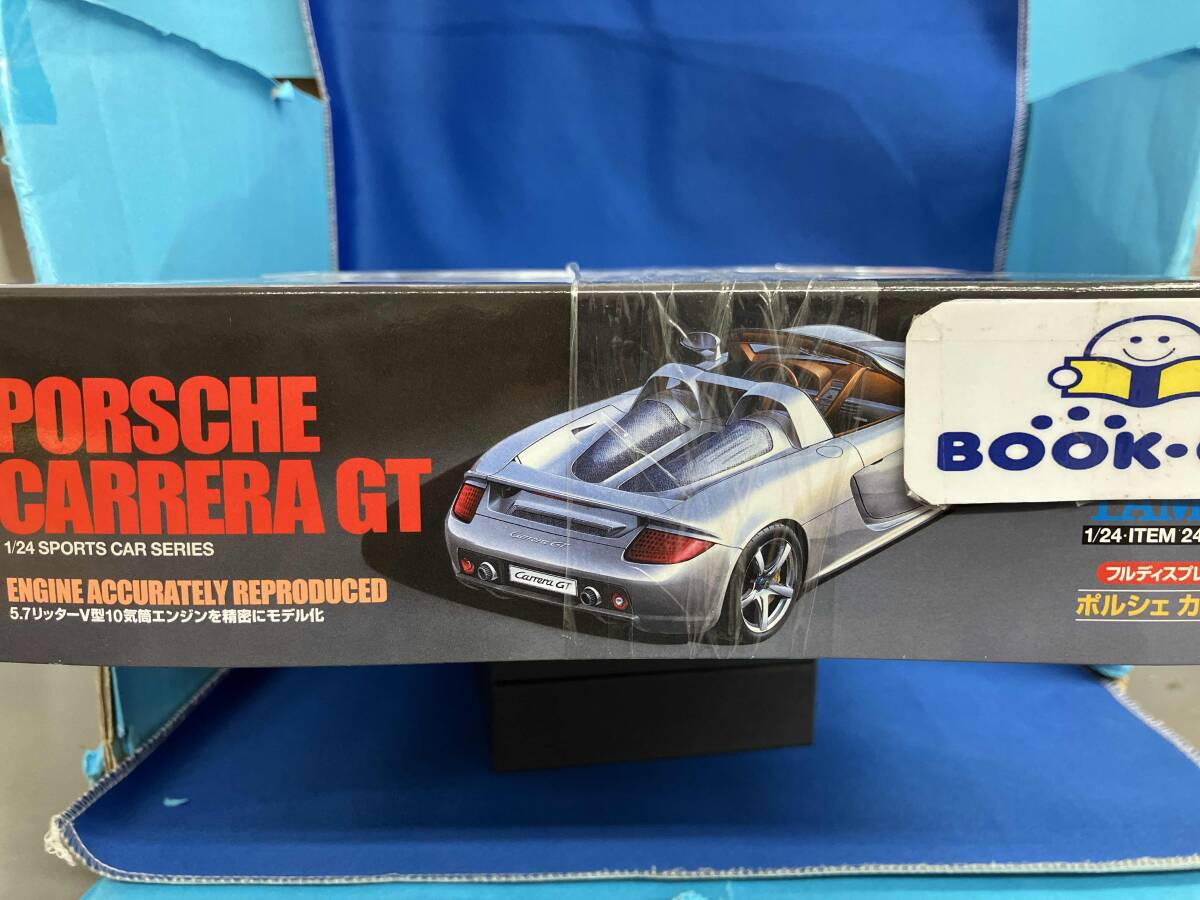 PORSCHE
CARRERA GT
1/24 SPORTS CAR SERIES
ENGINE ACCURATELY REPRODUCED
5.7リッターV型10気筒エンジンを精密にモデル化
Carrera GT
Carrera GT
BOOK
1/24・ITEM 24
フルディスプレ
ポルシェ カ